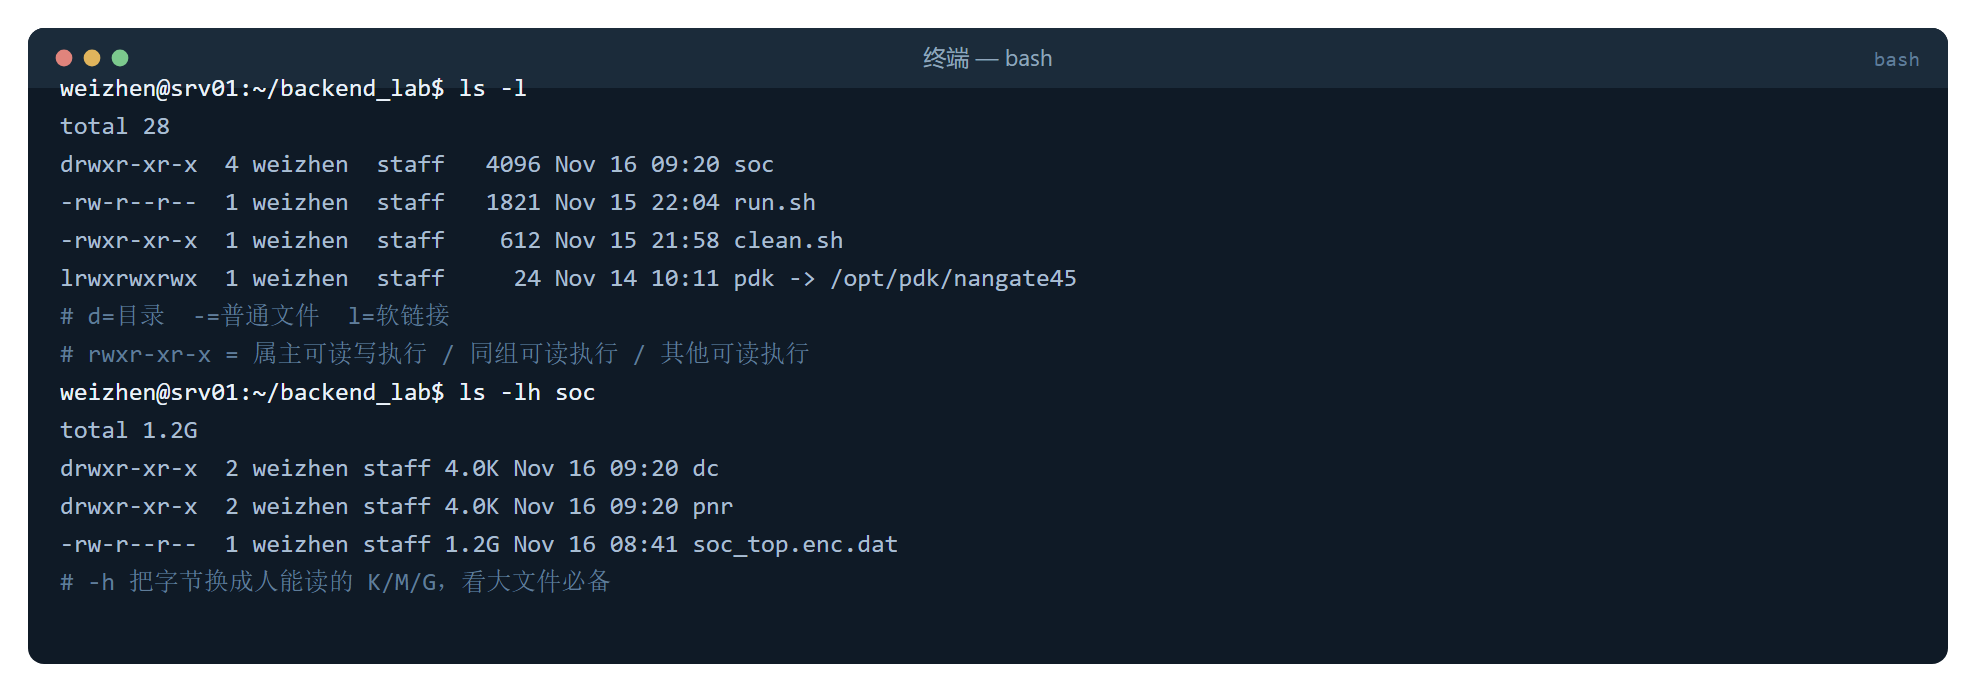 终端 — bash
bash
weizhen@srv01:~/backend_lab$ ls -l
total 28
drwxr-xr-x  4 weizhen  staff   4096 Nov 16 09:20 soc
-rw-r--r--  1 weizhen  staff   1821 Nov 15 22:04 run.sh
-rwxr-xr-x  1 weizhen  staff    612 Nov 15 21:58 clean.sh
lrwxrwxrwx  1 weizhen  staff     24 Nov 14 10:11 pdk -> /opt/pdk/nangate45
# d=目录  -=普通文件  l=软链接
# rwxr-xr-x = 属主可读写执行 / 同组可读执行 / 其他可读执行
weizhen@srv01:~/backend_lab$ ls -lh soc
total 1.2G
drwxr-xr-x  2 weizhen staff 4.0K Nov 16 09:20 dc
drwxr-xr-x  2 weizhen staff 4.0K Nov 16 09:20 pnr
-rw-r--r--  1 weizhen staff 1.2G Nov 16 08:41 soc_top.enc.dat
# -h 把字节换成人能读的 K/M/G，看大文件必备